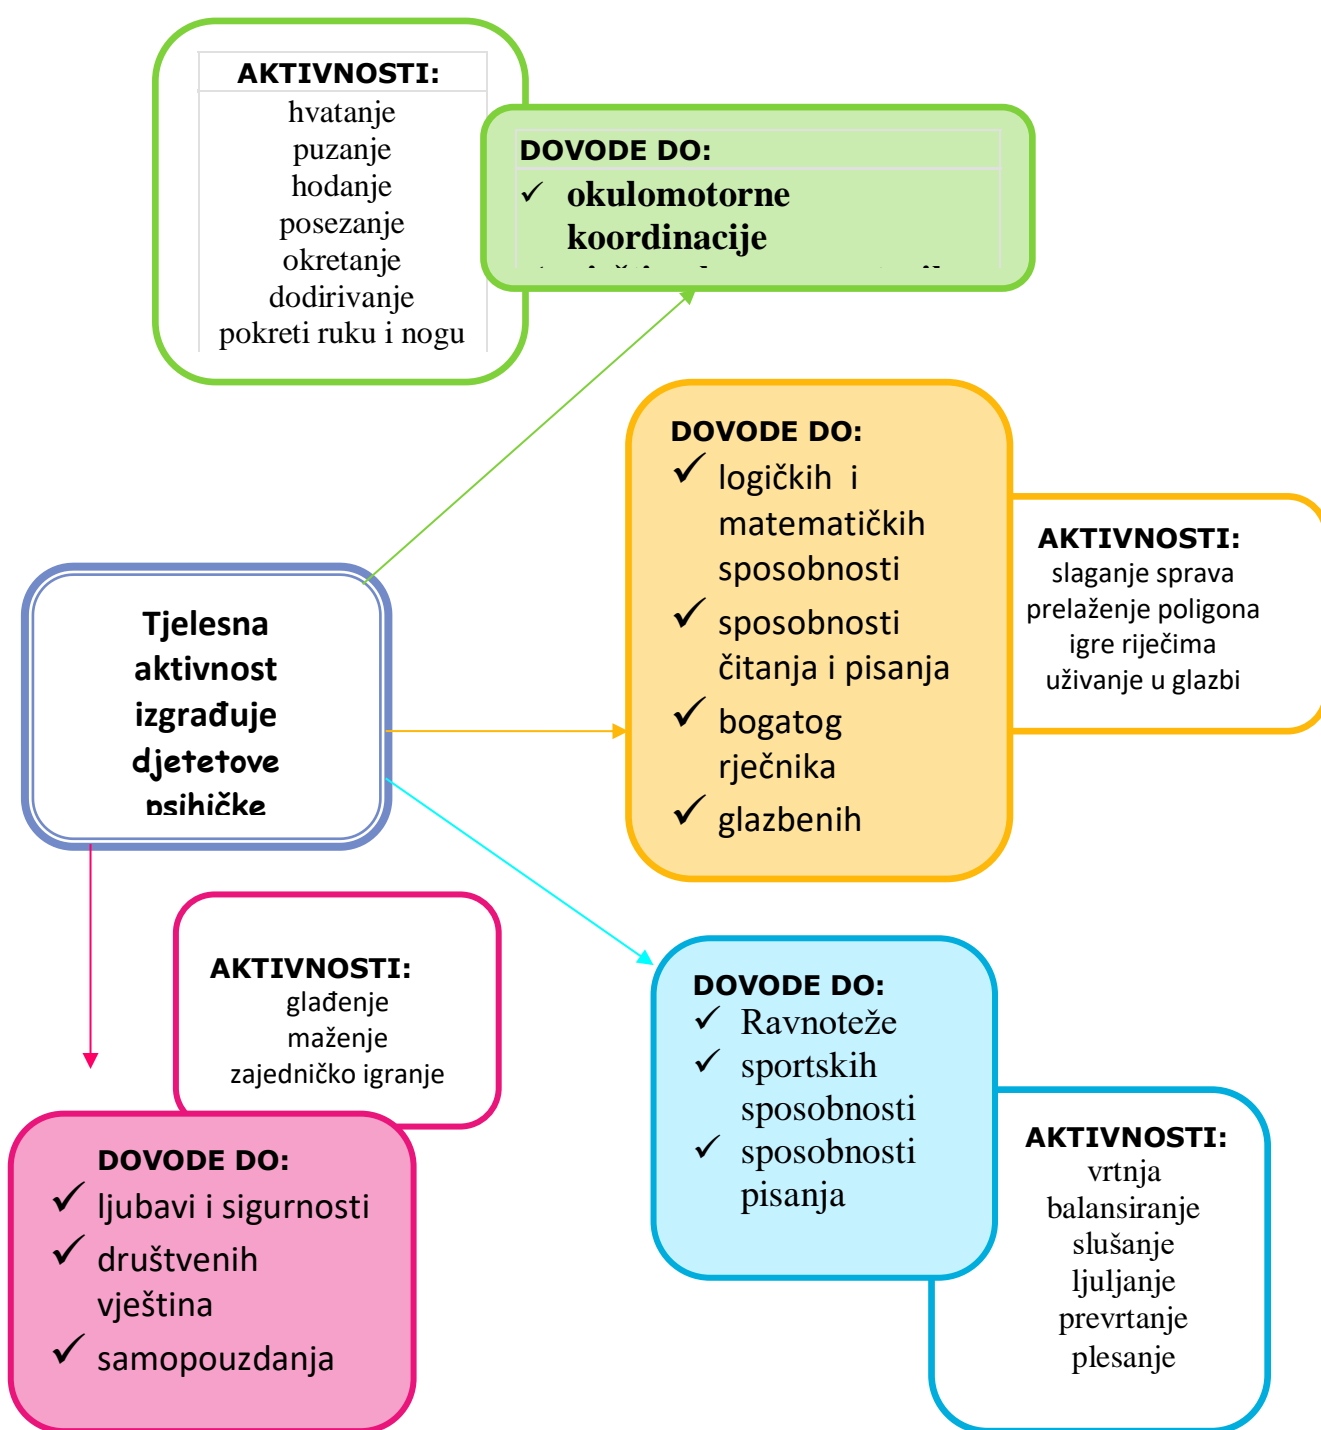 AKTIVNOSTI:
hvatanje
puzanje
hodanje
posezanje
okretanje
dodirivanje
pokreti ruku i nogu
DOVODE DO:
✓ okulomotorne
koordinacije
DOVODE DO:
✓ logičkih i
matematičkih
sposobnosti
✓ sposobnosti
čitanja i pisanja
✓ bogatog
rječnika
✓ glazbenih
AKTIVNOSTI:
slaganje sprava
prelaženje poligona
igre riječima
uživanje u glazbi
Tjelesna
aktivnost
izgrađuje
djetetove
psihičke
AKTIVNOSTI:
glađenje
maženje
zajedničko igranje
DOVODE DO:
✓ ljubavi i sigurnosti
✓ društvenih
vještina
✓ samopouzdanja
DOVODE DO:
✓ Ravnoteže
✓ sportskih
sposobnosti
✓ sposobnosti
pisanja
AKTIVNOSTI:
vrtnja
balansiranje
slušanje
ljuljanje
prevrtanje
plesanje